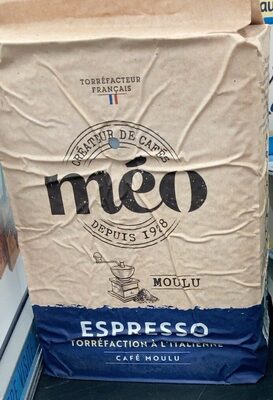 TORRÉFACTEUR
FRANÇAIS
CRÉATEUR DE CAFÉS
méo
DEPUIS 1928
MOULU
ESPRESSO
TORRÉFACTION À L'ITALIENNE
CAFÉ MOULU